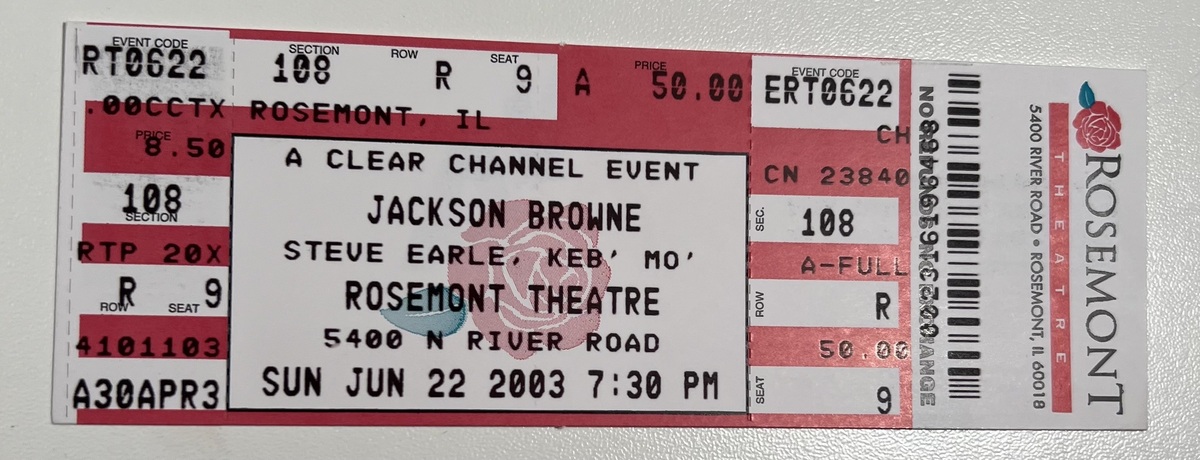 EVENT CODE
RT0622
.00CCTX
PRICE
8.50
108
SECTION
RTP 20X
R 9
ROW SEAT
4101103
A30APR3
SECTION ROW SEAT PRICE
108 R 9 A 50.00
ROSEMONT, IL
A CLEAR CHANNEL EVENT
JACKSON BROWNE
STEVE EARLE, KEB' MO'
ROSEMONT THEATRE
5400 N RIVER ROAD
SUN JUN 22 2003 7:30 PM
EVENT CODE
ERT0622
CH
CN 23840
SEC. 108
A-FULL
ROW R
50.00
SEAT 9
ROSEMONT
THEATRE
5400 RIVER ROAD • ROSEMONT, IL 60018